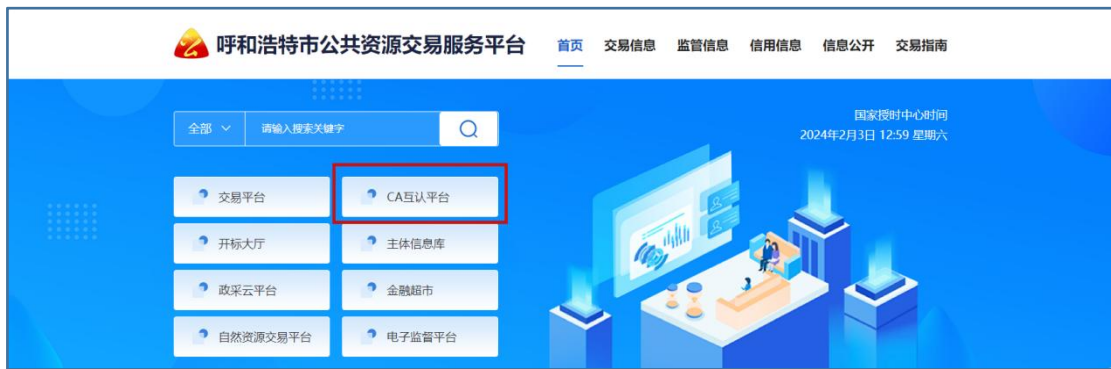 呼和浩特市公共资源交易服务平台 首页 交易信息 监管信息 信用信息 信息公开 交易指南
全部 请输入搜索关键字
国家授时中心时间
2024年2月3日 12:59 星期六
交易平台 CA互认平台
开标大厅 主体信息库
政采云平台 金融超市
自然资源交易平台 电子监督平台